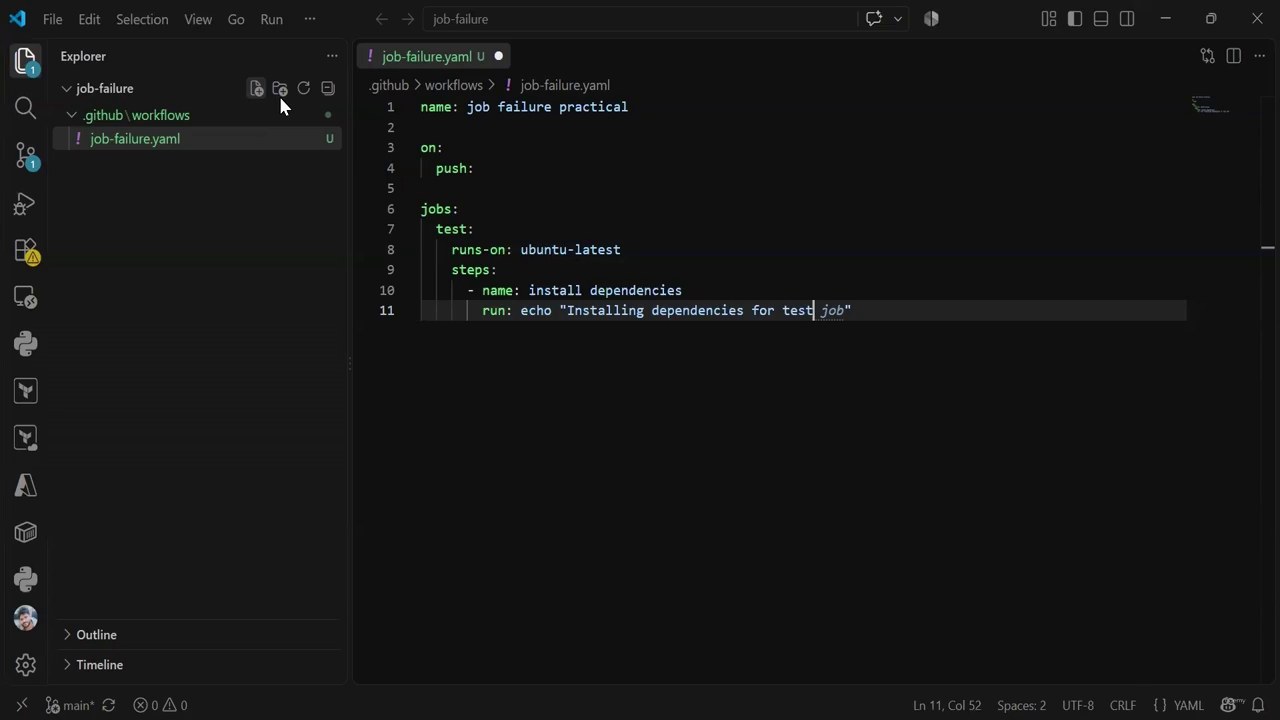 File Edit Selection View Go Run ···
job-failure
Explorer ···
job-failure
.github\workflows
! job-failure.yaml U
! job-failure.yaml U
.github > workflows > ! job-failure.yaml
1 name: job failure practical
2
3 on:
4 push:
5
6 jobs:
7 test:
8 runs-on: ubuntu-latest
9 steps:
10 - name: install dependencies
11 run: echo "Installing dependencies for test job"
1
1
Outline
Timeline
main* 0 0
Ln 11, Col 52 Spaces: 2 UTF-8 CRLF { } YAML